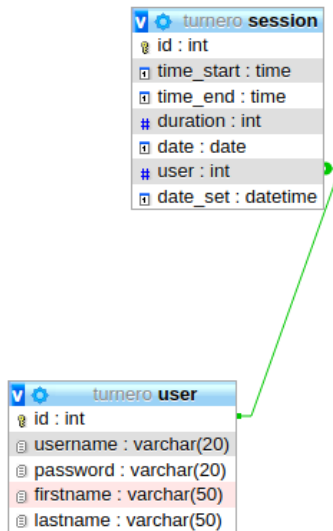 turnero session
id : int
time_start : time
time_end : time
duration : int
date : date
user : int
date_set : datetime
turnero user
id : int
username : varchar(20)
password : varchar(20)
firstname : varchar(50)
lastname : varchar(50)